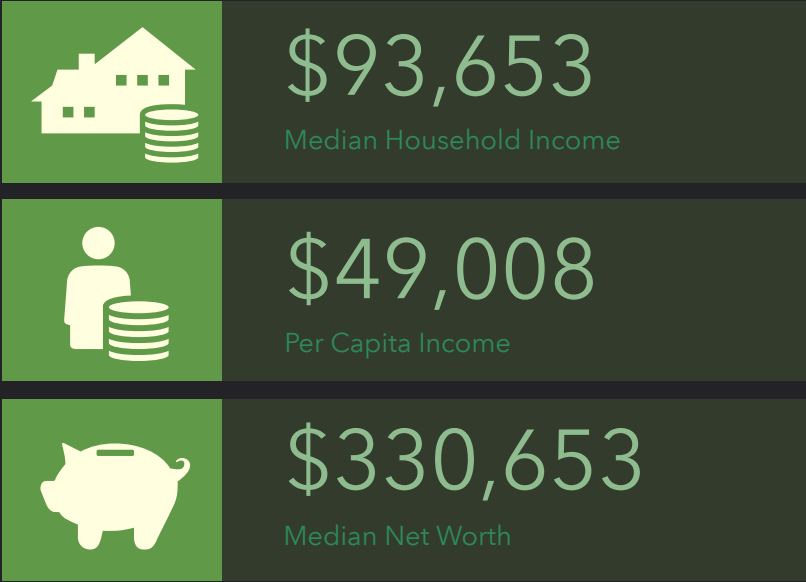 $93,653
Median Household Income
$49,008
Per Capita Income
$330,653
Median Net Worth